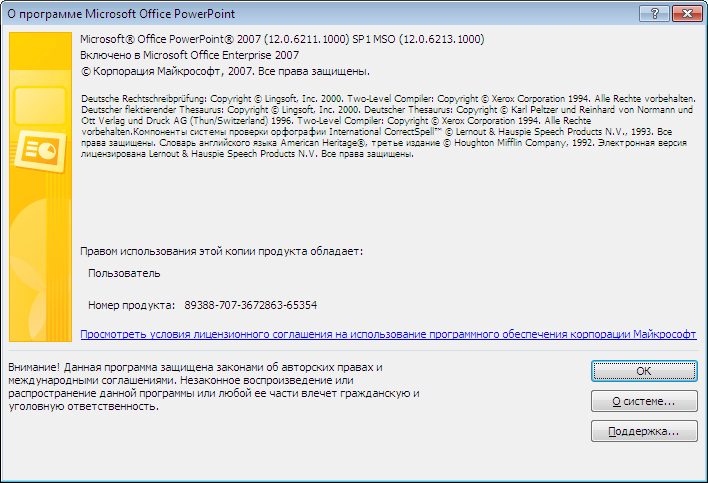 О программе Microsoft Office PowerPoint
Microsoft® Office PowerPoint® 2007 (12.0.6211.1000) SP1 MSO (12.0.6213.1000)
Включено в Microsoft Office Enterprise 2007
© Корпорация Майкрософт, 2007. Все права защищены.
Deutsche Rechtschreibprüfung: Copyright © Lingsoft, Inc. 2000. Two-Level Compiler: Copyright © Xerox Corporation 1994. Alle Rechte vorbehalten.
Deutscher flektierender Thesaurus: Copyright © Lingsoft, Inc. 2000. Deutscher Thesaurus: Copyright © Karl Peltzer und Reinhard von Normann und
Ott Verlag und Druck AG (Thun/Switzerland) 1996. Two-Level Compiler: Copyright © Xerox Corporation 1994. Alle Rechte
vorbehalten.Компоненты системы проверки орфографии International CorrectSpell™ © Lernout & Hauspie Speech Products N.V., 1993. Все
права защищены. Словарь английского языка American Heritage®, третье издание © Houghton Mifflin Company, 1992. Электронная версия
лицензирована Lernout & Hauspie Speech Products N.V. Все права защищены.
Правом использования этой копии продукта обладает:
Пользователь
Номер продукта: 89388-707-3672863-65354
Просмотреть условия лицензионного соглашения на использование программного обеспечения корпорации Майкрософт
Внимание! Данная программа защищена законами об авторских правах и
международными соглашениями. Незаконное воспроизведение или
распространение данной программы или любой ее части влечет гражданскую и
уголовную ответственность.
OK
О системе...
Поддержка...